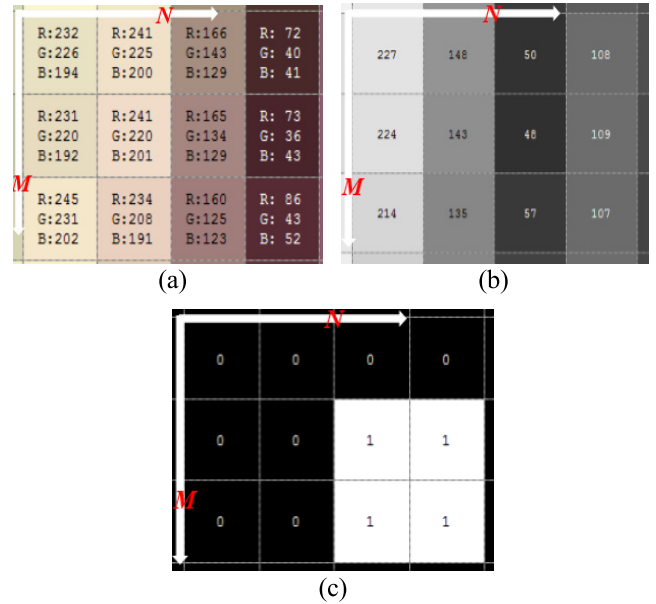 N
R:232 R:241 R:166 R: 72
G:226 G:225 G:143 G: 40
B:194 B:200 B:129 B: 41
R:231 R:241 R:165 R: 73
G:220 G:220 G:134 G: 36
B:192 B:201 B:129 B: 43
M
R:245 R:234 R:160 R: 86
G:231 G:208 G:125 G: 43
B:202 B:191 B:123 B: 52
(a)
N
227 148 50 108
224 143 48 109
M
214 135 57 107
(b)
N
0 0 0 0
0 0 1 1
M
0 0 1 1
(c)